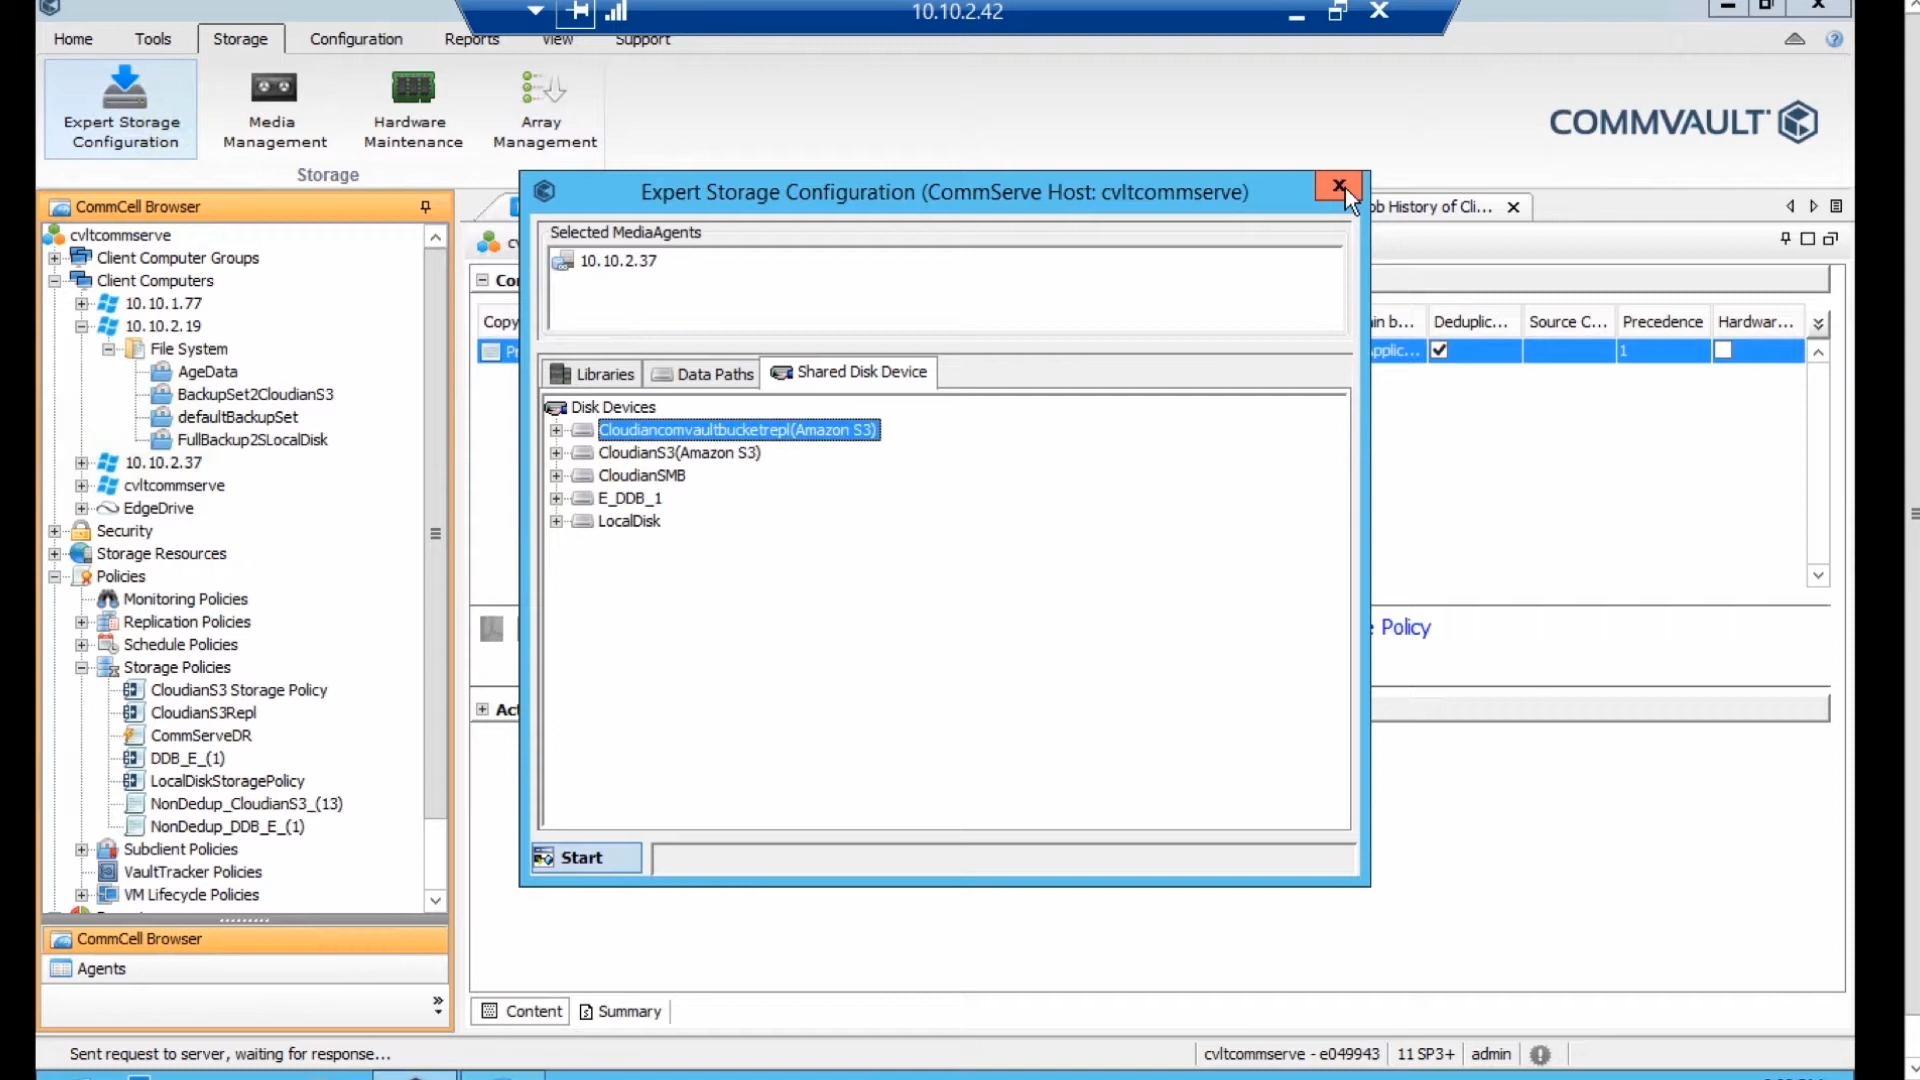 10.10.2.42
Home Tools Storage Configuration Reports View Support
Expert Storage Configuration
Media Management
Hardware Maintenance
Array Management
Storage
COMMVAULT
CommCell Browser
cvltcommserve
Client Computer Groups
Client Computers
10.10.1.77
10.10.2.19
File System
AgeData
BackupSet2CloudianS3
defaultBackupSet
FullBackup2SLocalDisk
10.10.2.37
cvltcommserve
EdgeDrive
Security
Storage Resources
Policies
Monitoring Policies
Replication Policies
Schedule Policies
Storage Policies
CloudianS3 Storage Policy
CloudianS3Repl
CommServeDR
DDB_E_(1)
LocalDiskStoragePolicy
NonDedup_CloudianS3_(13)
NonDedup_DDB_E_(1)
Subclient Policies
VaultTracker Policies
VM Lifecycle Policies
CommCell Browser
Agents
Expert Storage Configuration (CommServe Host: cvltcommserve)
Selected MediaAgents
10.10.2.37
Libraries Data Paths Shared Disk Device
Disk Devices
Cloudiancomvaultbucketrepl(Amazon S3)
CloudianS3(Amazon S3)
CloudianSMB
E_DDB_1
LocalDisk
Start
ob History of Cli...
Copy
in b... Deduplic... Source C... Precedence Hardwar...
pplic... 1
Policy
Content Summary
Sent request to server, waiting for response...
cvltcommserve - e049943 11 SP3+ admin